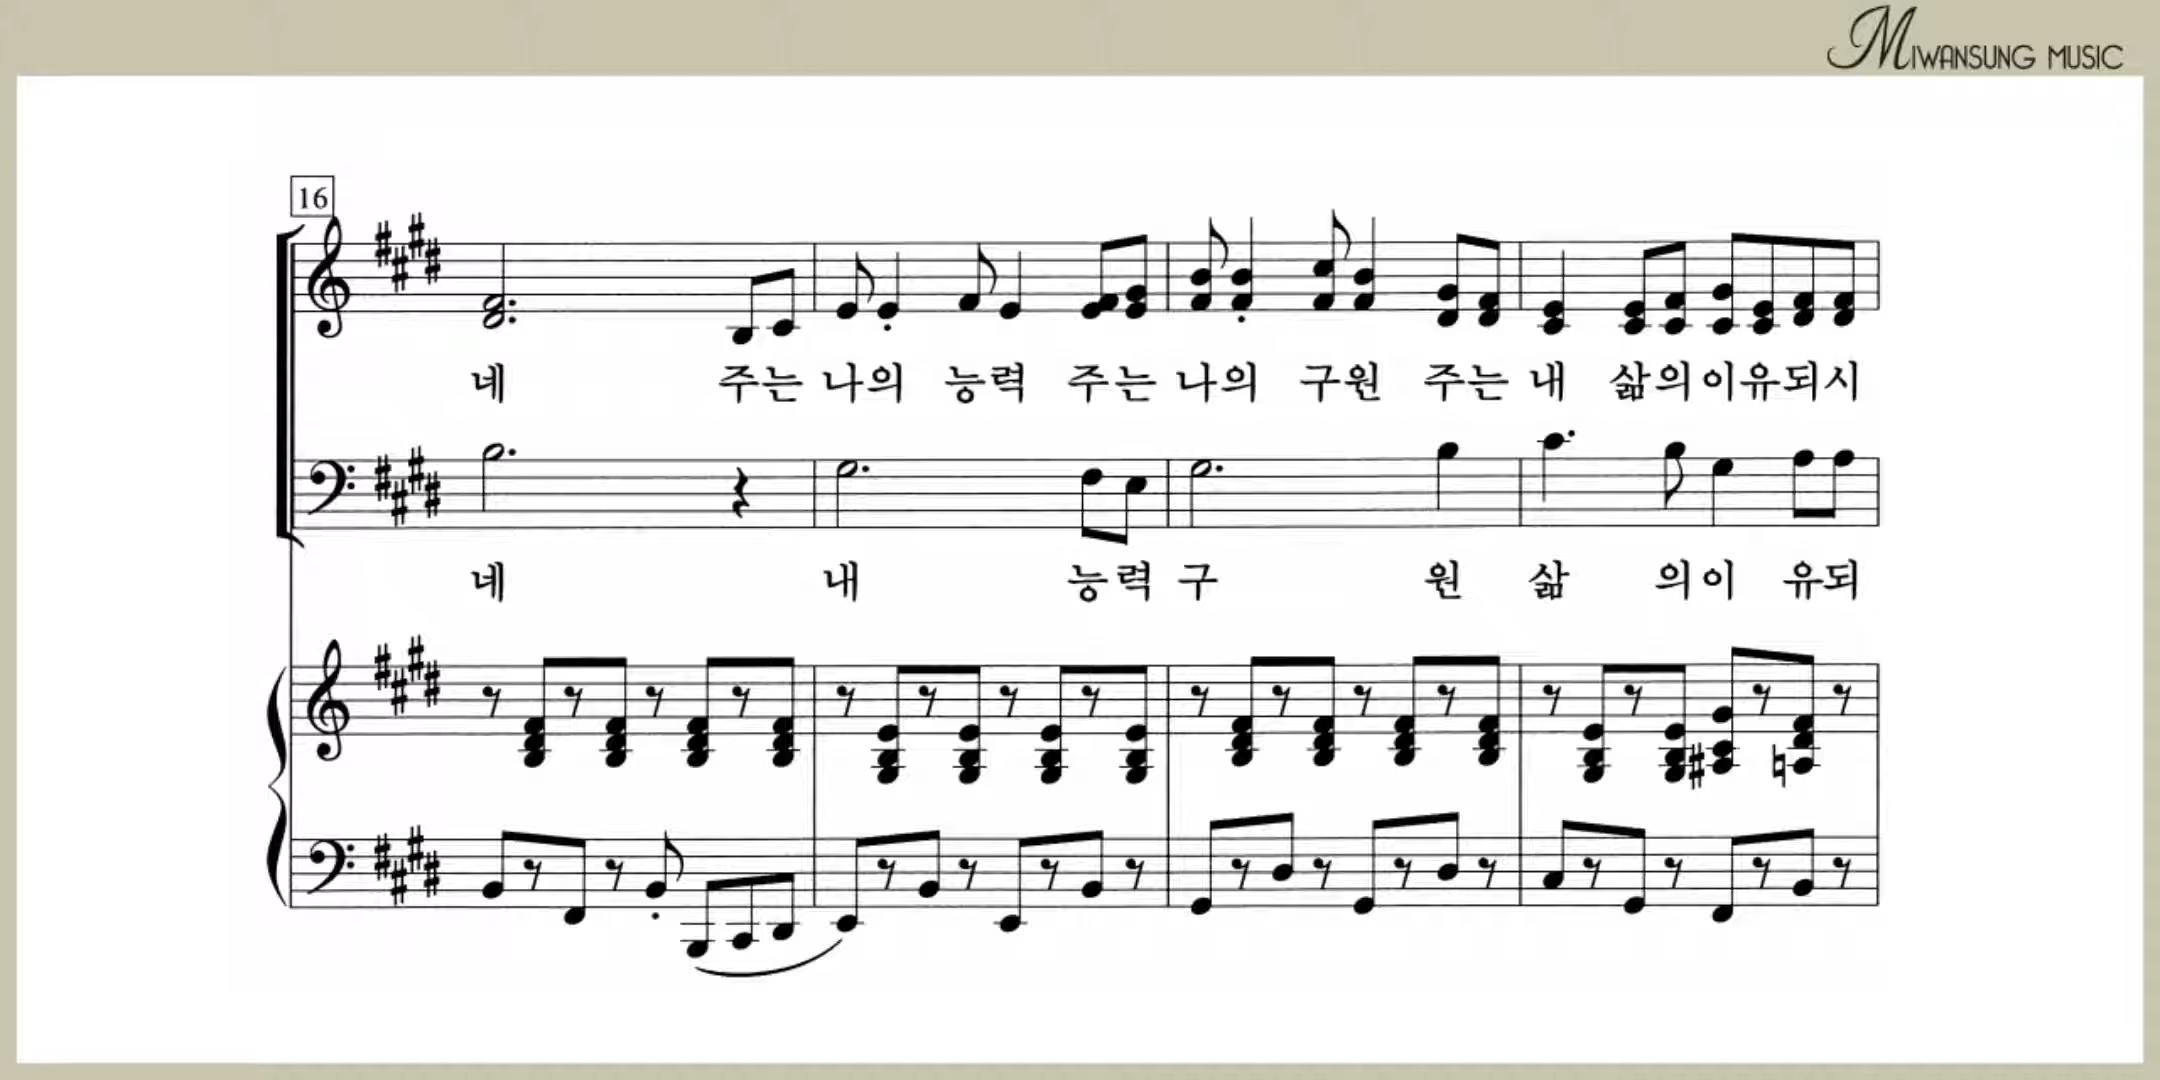 MIWANSUNG MUSIC
16
네 주는 나의 능력 주는 나의 구원 주는 내 삶의 이유되시
네 내 능력 구 원 삶 의이 유되